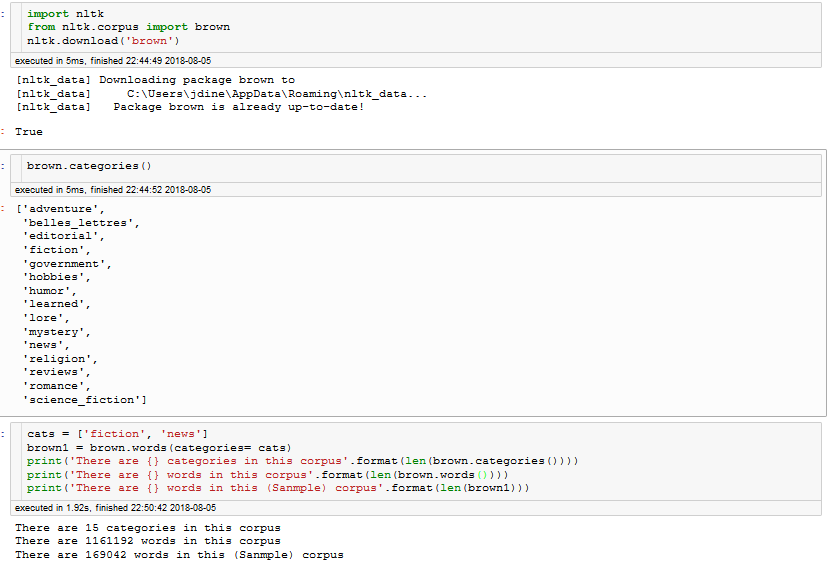 :
import nltk
from nltk.corpus import brown
nltk.download('brown')
executed in 5ms, finished 22:44:49 2018-08-05
[nltk_data] Downloading package brown to
[nltk_data]     C:\Users\jdine\AppData\Roaming\nltk_data...
[nltk_data]   Package brown is already up-to-date!
: True
: brown.categories()
executed in 5ms, finished 22:44:52 2018-08-05
: ['adventure',
 'belles_lettres',
 'editorial',
 'fiction',
 'government',
 'hobbies',
 'humor',
 'learned',
 'lore',
 'mystery',
 'news',
 'religion',
 'reviews',
 'romance',
 'science_fiction']
: cats = ['fiction', 'news']
brown1 = brown.words(categories= cats)
print('There are {} categories in this corpus'.format(len(brown.categories())))
print('There are {} words in this corpus'.format(len(brown.words())))
print('There are {} words in this (Sanmple) corpus'.format(len(brown1)))
executed in 1.92s, finished 22:50:42 2018-08-05
There are 15 categories in this corpus
There are 1161192 words in this corpus
There are 169042 words in this (Sanmple) corpus